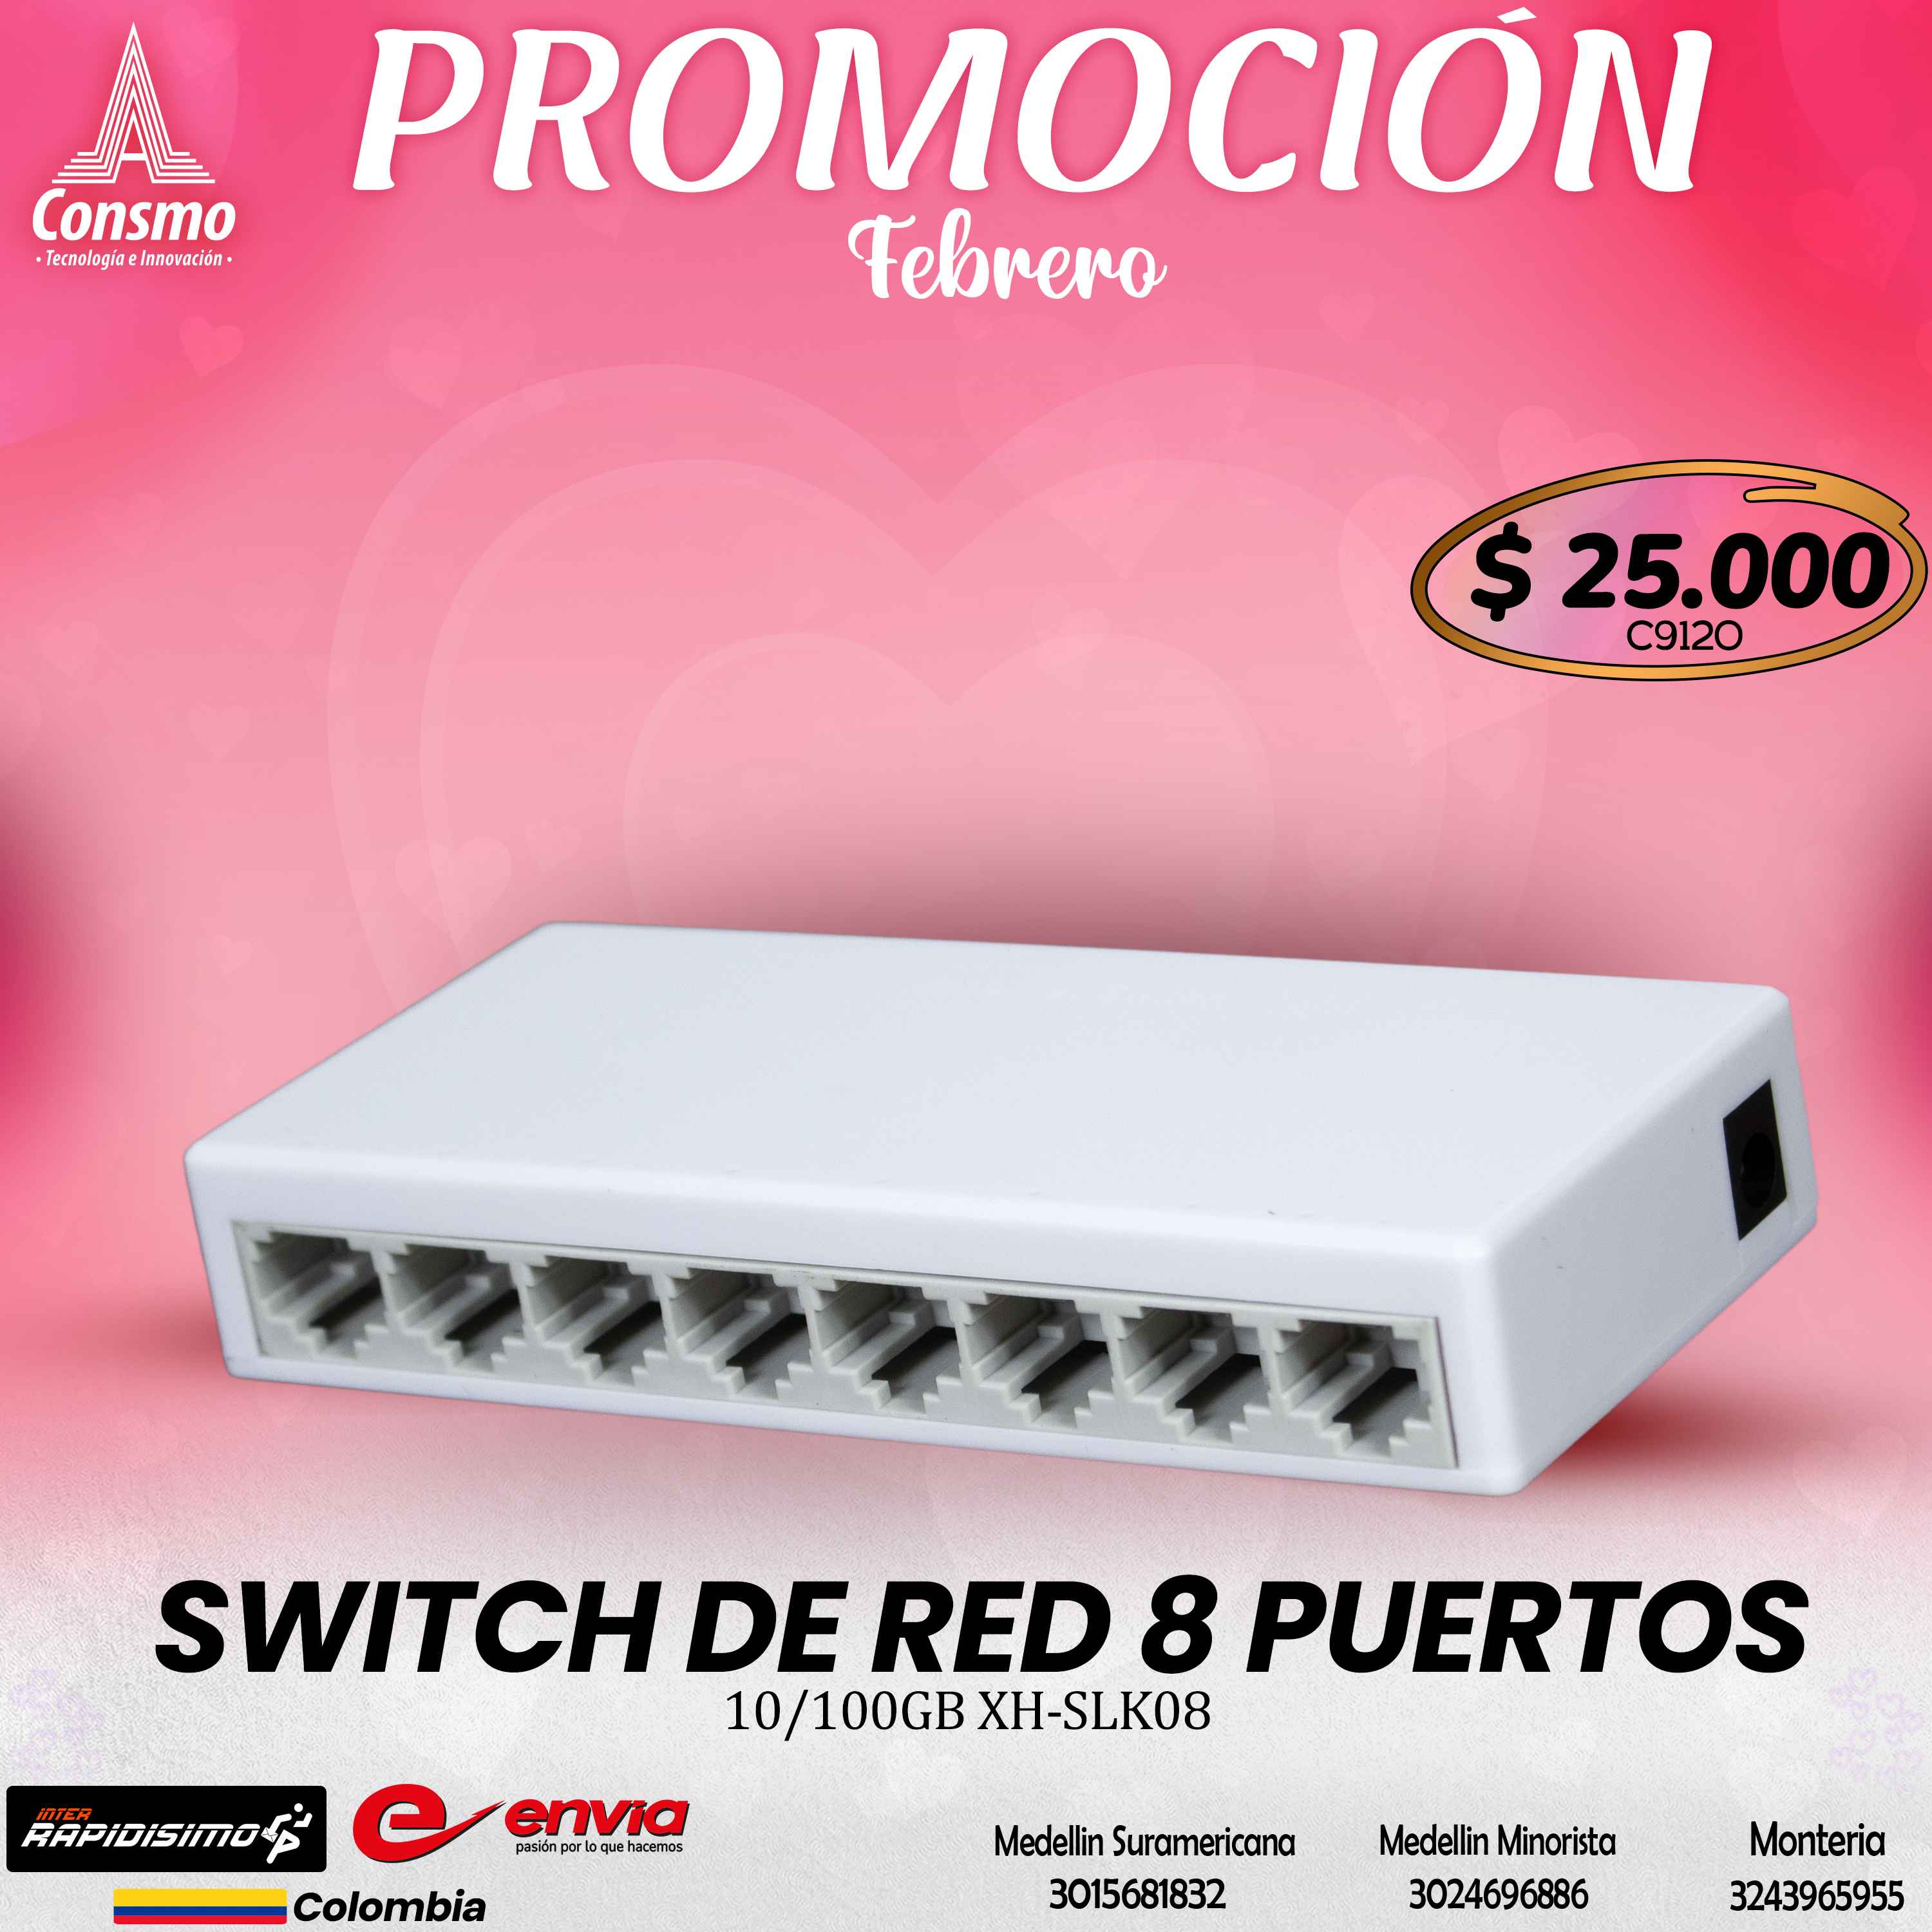 PROMOCIÓN
Febrero
A
Consmo
• Tecnología e Innovación •
$ 25.000
C9120
SWITCH DE RED 8 PUERTOS
10/100GB XH-SLK08
INTER
RAPIDISIMO
e envía
pasión por lo que hacemos
Colombia
Medellin Suramericana
3015681832
Medellin Minorista
3024696886
Monteria
3243965955